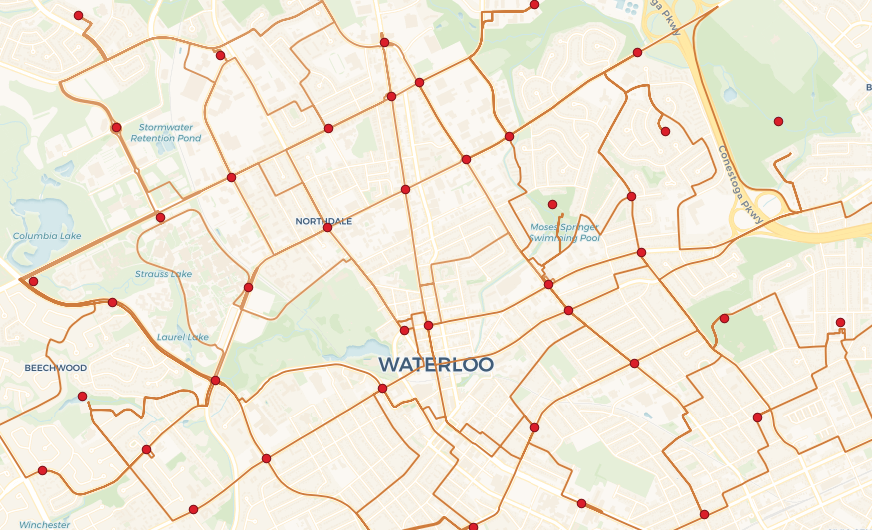 ga Pkwy
Stormwater
Retention Pond
B
Conestoga Pkwy
NORTHDALE
Columbia Lake
Moses Springer
Swimming Pool
Strauss Lake
Laurel Lake
WATERLOO
BEECHWOOD
Winchester